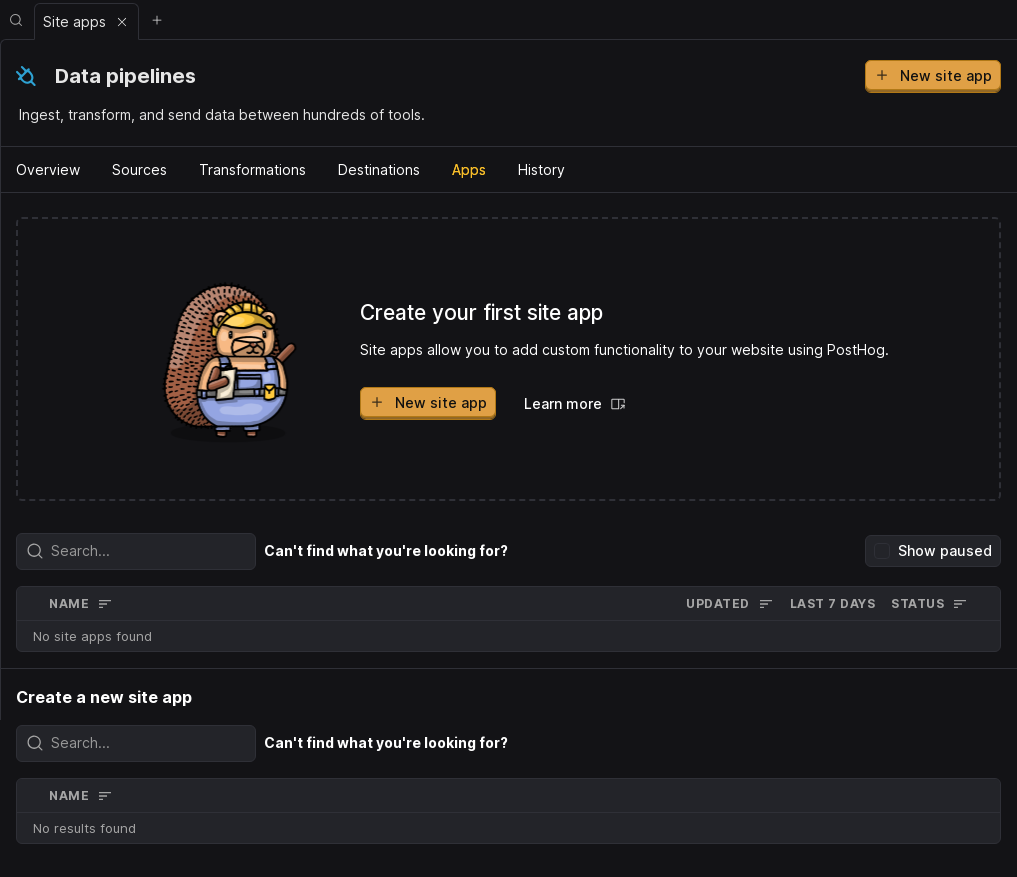 Site apps
Data pipelines
New site app
Ingest, transform, and send data between hundreds of tools.
Overview Sources Transformations Destinations Apps History
Create your first site app
Site apps allow you to add custom functionality to your website using PostHog.
New site app Learn more
Search... Can't find what you're looking for? Show paused
NAME UPDATED LAST 7 DAYS STATUS
No site apps found
Create a new site app
Search... Can't find what you're looking for?
NAME
No results found